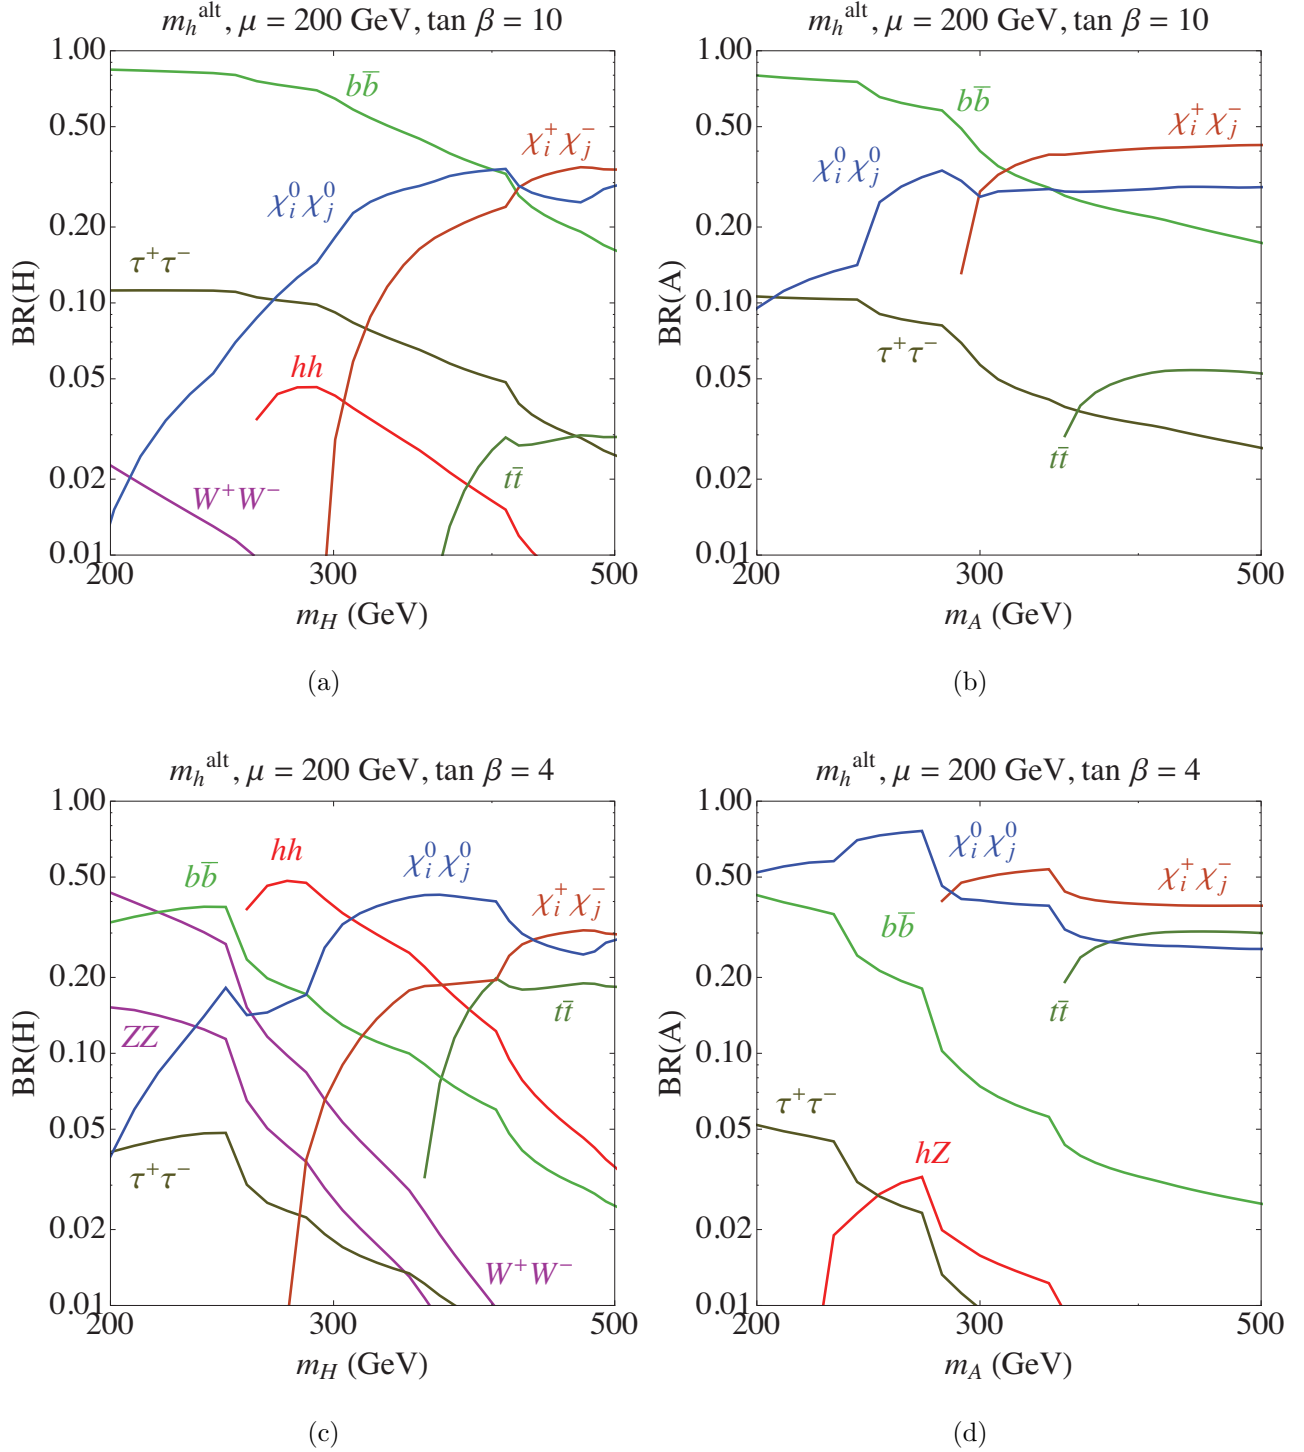 m_h^alt, μ = 200 GeV, tan β = 10
BR(H)
1.00
0.50
0.20
0.10
0.05
0.02
0.01
bb̄
χ_i^+ χ_j^-
χ_i^0 χ_j^0
τ^+ τ^-
hh
W^+ W^-
tt̄
200
300
500
m_H (GeV)
(a)
m_h^alt, μ = 200 GeV, tan β = 10
BR(A)
1.00
0.50
0.20
0.10
0.05
0.02
0.01
bb̄
χ_i^+ χ_j^-
χ_i^0 χ_j^0
τ^+ τ^-
tt̄
200
300
500
m_A (GeV)
(b)
m_h^alt, μ = 200 GeV, tan β = 4
BR(H)
1.00
0.50
0.20
0.10
0.05
0.02
0.01
hh
χ_i^0 χ_j^0
bb̄
χ_i^+ χ_j^-
ZZ
tt̄
τ^+ τ^-
W^+ W^-
200
300
500
m_H (GeV)
(c)
m_h^alt, μ = 200 GeV, tan β = 4
BR(A)
1.00
0.50
0.20
0.10
0.05
0.02
0.01
χ_i^0 χ_j^0
χ_i^+ χ_j^-
bb̄
tt̄
τ^+ τ^-
hZ
200
300
500
m_A (GeV)
(d)